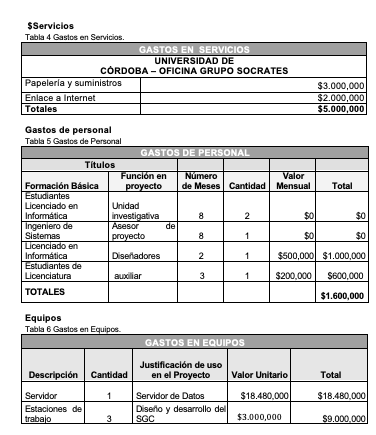 $Servicios
Tabla 4 Gastos en Servicios.
GASTOS EN SERVICIOS
UNIVERSIDAD DE
CÓRDOBA – OFICINA GRUPO SOCRATES
Papelería y suministros $3.000,000
Enlace a Internet $2.000,000
Totales $5.000,000
Gastos de personal
Tabla 5 Gastos de Personal
GASTOS DE PERSONAL
Títulos
Formación Básica Función en proyecto Número de Meses Cantidad Valor Mensual Total
Estudiantes Licenciado en Informática Unidad investigativa 8 2 $0 $0
Ingeniero de Sistemas Asesor de proyecto 8 1 $0 $0
Licenciado en Informática Diseñadores 2 1 $500,000 $1.000,000
Estudiantes de Licenciatura auxiliar 3 1 $200,000 $600,000
TOTALES $1.600,000
Equipos
Tabla 6 Gastos en Equipos.
GASTOS EN EQUIPOS
Descripción Cantidad Justificación de uso en el Proyecto Valor Unitario Total
Servidor 1 Servidor de Datos $18.480,000 $18.480,000
Estaciones de trabajo 3 Diseño y desarrollo del SGC $3.000,000 $9.000,000